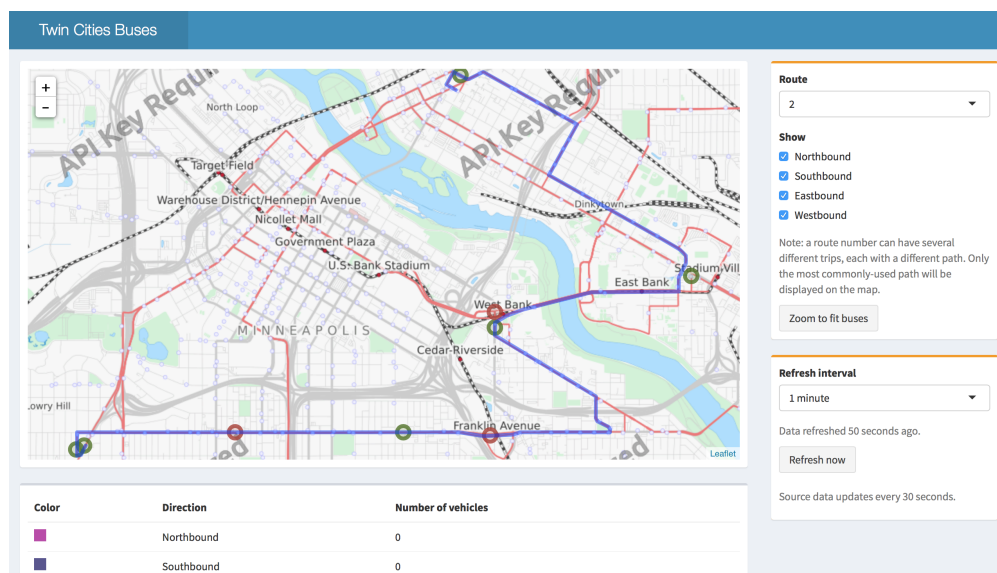 Twin Cities Buses
+
−
API Key Required
API Key Requir
North Loop
Target Field
Warehouse District/Hennepin Avenue
Nicollet Mall
Government Plaza
U.S. Bank Stadium
Dinkytown
Stadium Vill
East Bank
West Bank
MINNEAPOLIS
Cedar-Riverside
owry Hill
Franklin Avenue
ed
ed
Leaflet
Route
2
Show
Northbound
Southbound
Eastbound
Westbound
Note: a route number can have several
different trips, each with a different path. Only
the most commonly-used path will be
displayed on the map.
Zoom to fit buses
Refresh interval
1 minute
Data refreshed 50 seconds ago.
Refresh now
Source data updates every 30 seconds.
Color Direction Number of vehicles
Northbound 0
Southbound 0